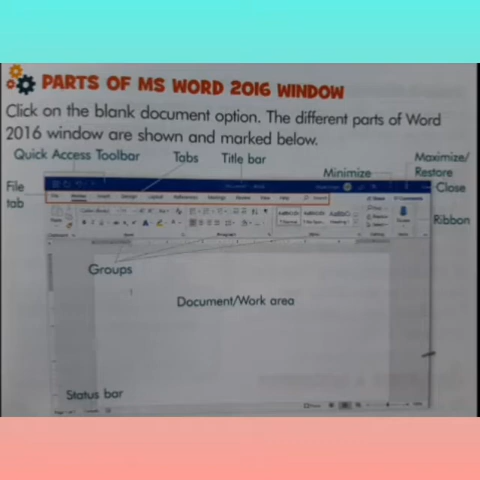 PARTS OF MS WORD 2016 WINDOW
Click on the blank document option. The different parts of Word
2016 window are shown and marked below.
Quick Access Toolbar
Tabs
Title bar
Minimize
Maximize/
Restore
Close
File
tab
Ribbon
Groups
Document/Work area
Status bar